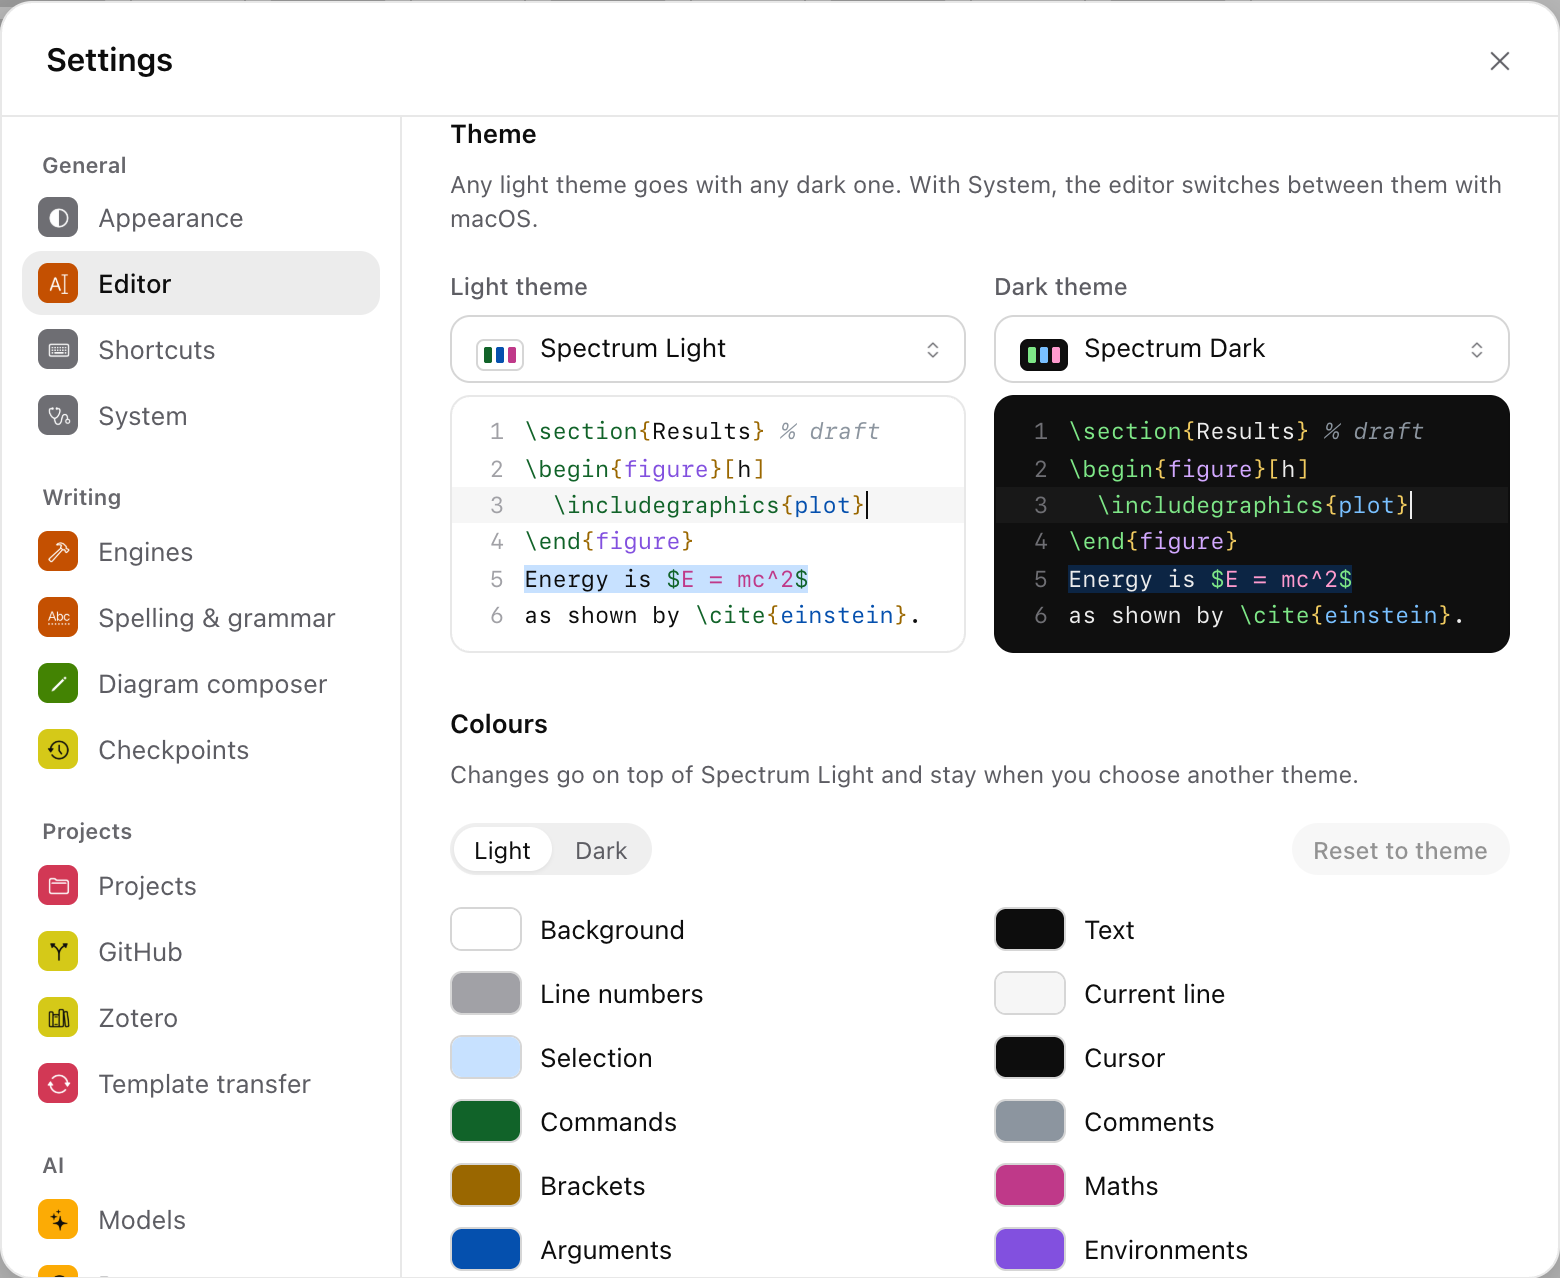 Settings
General
Appearance
Editor
Shortcuts
System
Writing
Engines
Spelling & grammar
Diagram composer
Checkpoints
Projects
Projects
GitHub
Zotero
Template transfer
AI
Models
Theme
Any light theme goes with any dark one. With System, the editor switches between them with
macOS.
Light theme
Spectrum Light
1 \section{Results} % draft
2 \begin{figure}[h]
3 \includegraphics{plot}
4 \end{figure}
5 Energy is $E = mc^2$
6 as shown by \cite{einstein}.
Dark theme
Spectrum Dark
1 \section{Results} % draft
2 \begin{figure}[h]
3 \includegraphics{plot}
4 \end{figure}
5 Energy is $E = mc^2$
6 as shown by \cite{einstein}.
Colours
Changes go on top of Spectrum Light and stay when you choose another theme.
Light Dark
Reset to theme
Background
Text
Line numbers
Current line
Selection
Cursor
Commands
Comments
Brackets
Maths
Arguments
Environments